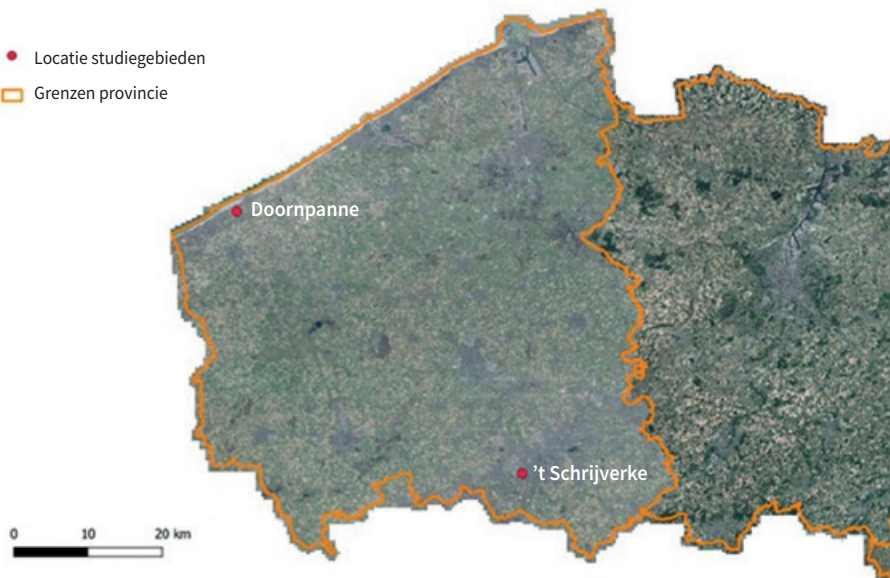 Locatie studiegebieden
Grenzen provincie
Doornpanne
’t Schrijverke
0 10 20 km